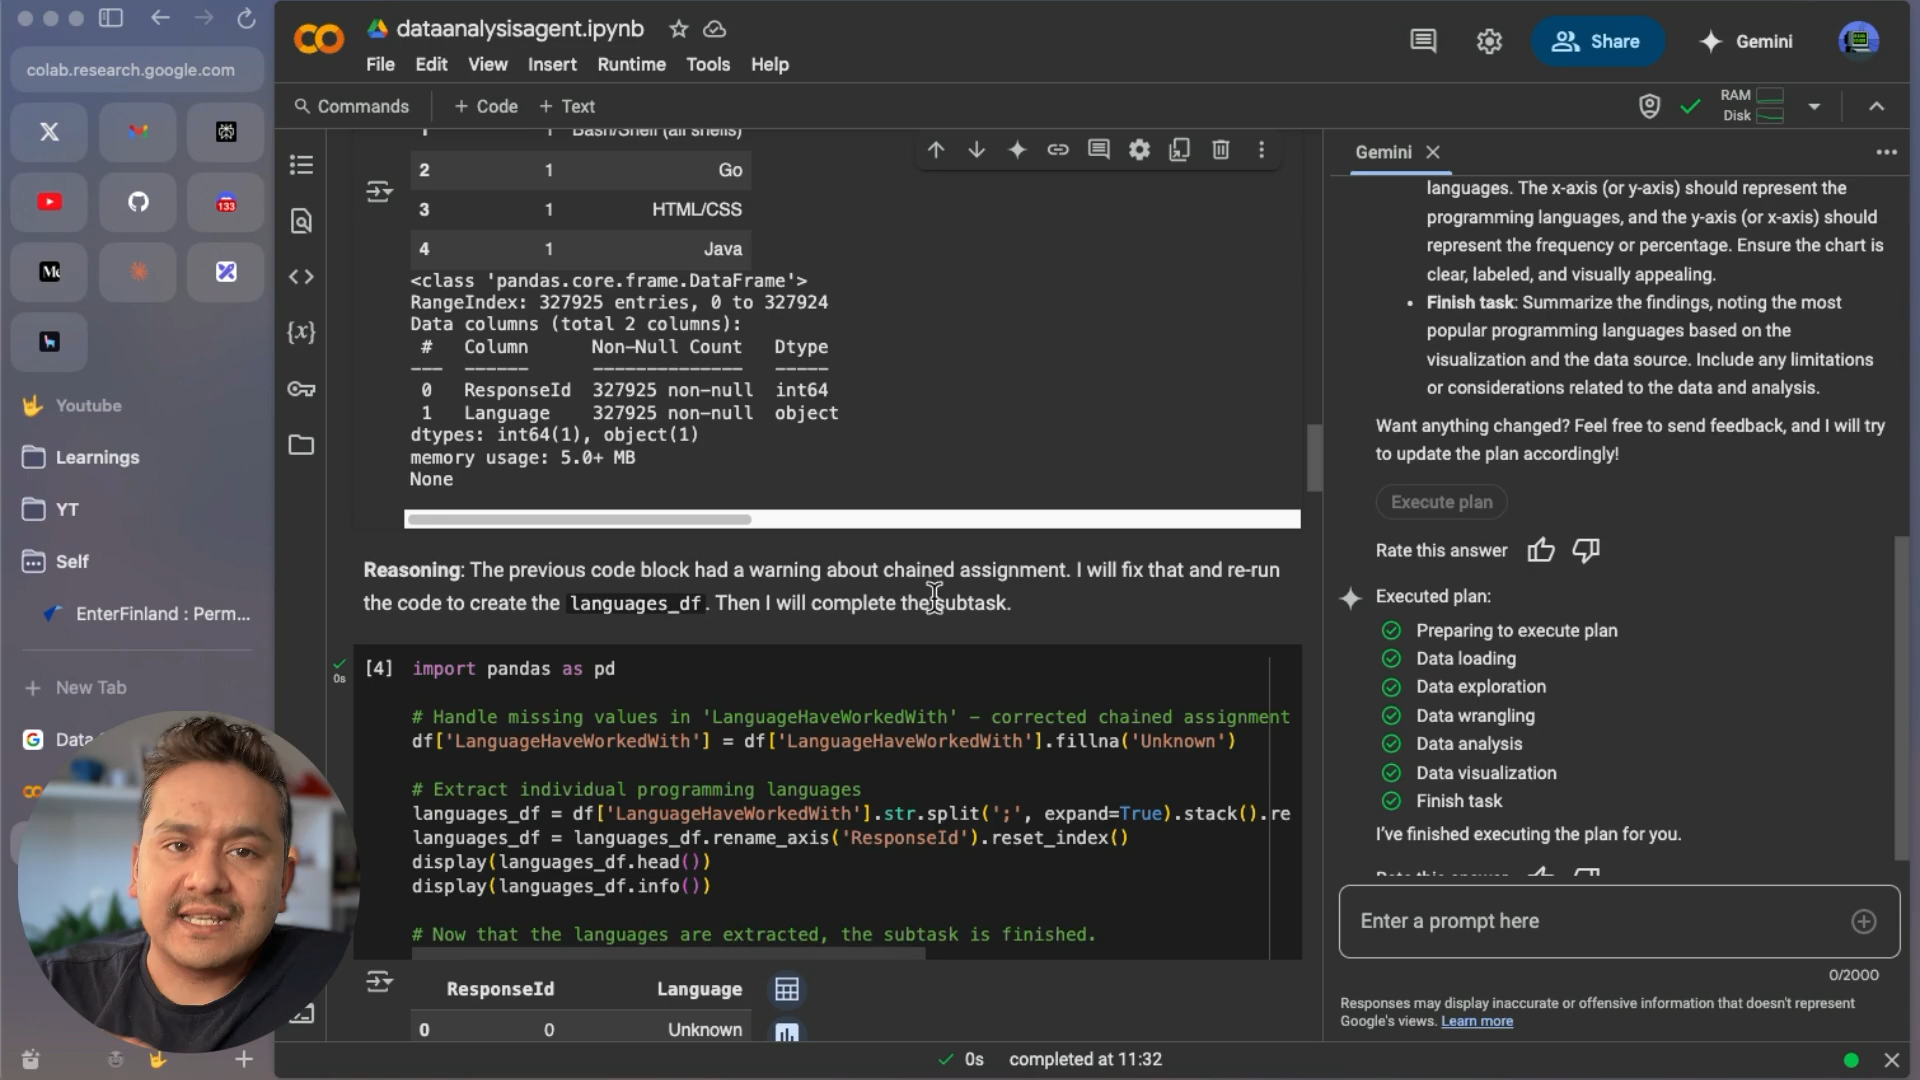 colab.research.google.com
X
M
133
Youtube
Learnings
YT
Self
EnterFinland : Perm...
New Tab
Data
dataanalysisagent.ipynb
File Edit View Insert Runtime Tools Help
Share
Gemini
Commands
+ Code + Text
RAM
Disk
1 1 Bash/Shell (all shells)
2 1 Go
3 1 HTML/CSS
4 1 Java
<class 'pandas.core.frame.DataFrame'>
RangeIndex: 327925 entries, 0 to 327924
Data columns (total 2 columns):
# Column Non-Null Count Dtype
--- ------ -------------- -----
0 ResponseId 327925 non-null int64
1 Language 327925 non-null object
dtypes: int64(1), object(1)
memory usage: 5.0+ MB
None
Reasoning: The previous code block had a warning about chained assignment. I will fix that and re-run
the code to create the languages_df. Then I will complete the subtask.
0s
[4] import pandas as pd
# Handle missing values in 'LanguageHaveWorkedWith' - corrected chained assignment
df['LanguageHaveWorkedWith'] = df['LanguageHaveWorkedWith'].fillna('Unknown')
# Extract individual programming languages
languages_df = df['LanguageHaveWorkedWith'].str.split(';', expand=True).stack().re
languages_df = languages_df.rename_axis('ResponseId').reset_index()
display(languages_df.head())
display(languages_df.info())
# Now that the languages are extracted, the subtask is finished.
ResponseId Language
0 0 Unknown
0s completed at 11:32
Gemini
languages. The x-axis (or y-axis) should represent the
programming languages, and the y-axis (or x-axis) should
represent the frequency or percentage. Ensure the chart is
clear, labeled, and visually appealing.
• Finish task: Summarize the findings, noting the most
popular programming languages based on the
visualization and the data source. Include any limitations
or considerations related to the data and analysis.
Want anything changed? Feel free to send feedback, and I will try
to update the plan accordingly!
Execute plan
Rate this answer
Executed plan:
Preparing to execute plan
Data loading
Data exploration
Data wrangling
Data analysis
Data visualization
Finish task
I've finished executing the plan for you.
Rate this answer
Enter a prompt here
0/2000
Responses may display inaccurate or offensive information that doesn't represent
Google's views. Learn more